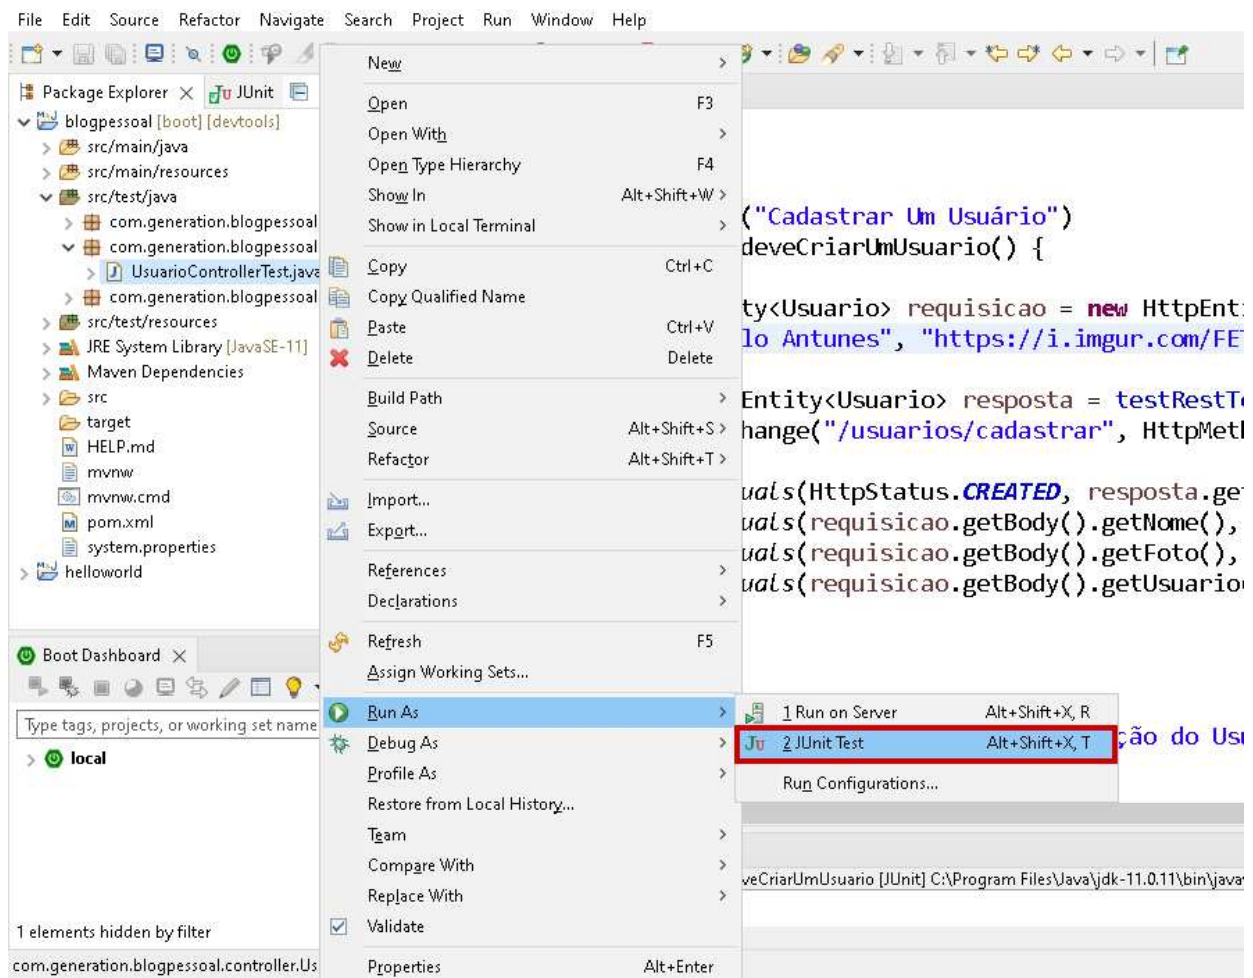 File Edit Source Refactor Navigate Search Project Run Window Help
Package Explorer JUnit
blogpessoal [boot] [devtools]
src/main/java
src/main/resources
src/test/java
com.generation.blogpessoal
com.generation.blogpessoal
UsuarioControllerTest.java
com.generation.blogpessoal
src/test/resources
JRE System Library [JavaSE-11]
Maven Dependencies
src
target
HELP.md
mvnw
mvnw.cmd
pom.xml
system.properties
helloworld
Boot Dashboard
Type tags, projects, or working set name
local
1 elements hidden by filter
com.generation.blogpessoal.controller.Us
New
Open F3
Open With
Open Type Hierarchy F4
Show In Alt+Shift+W
Show in Local Terminal
Copy Ctrl+C
Copy Qualified Name
Paste Ctrl+V
Delete Delete
Build Path
Source Alt+Shift+S
Refactor Alt+Shift+T
Import...
Export...
References
Declarations
Refresh F5
Assign Working Sets...
Run As
Debug As
Profile As
Restore from Local History...
Team
Compare With
Replace With
Validate
Properties Alt+Enter
1 Run on Server Alt+Shift+X, R
2 JUnit Test Alt+Shift+X, T
Run Configurations...
("Cadastrar Um Usuário")
deveCriarUmUsuario() {
ty<Usuario> requisicao = new HttpEnt
lo Antunes", "https://i.imgur.com/FE
Entity<Usuario> resposta = testRestT
hange("/usuarios/cadastrar", HttpMet
uals(HttpStatus.CREATED, resposta.ge
uals(requisicao.getBody().getNome(),
uals(requisicao.getBody().getFoto(),
uals(requisicao.getBody().getUsuario
ção do Usu
veCriarUmUsuario [JUnit] C:\Program Files\Java\jdk-11.0.11\bin\java